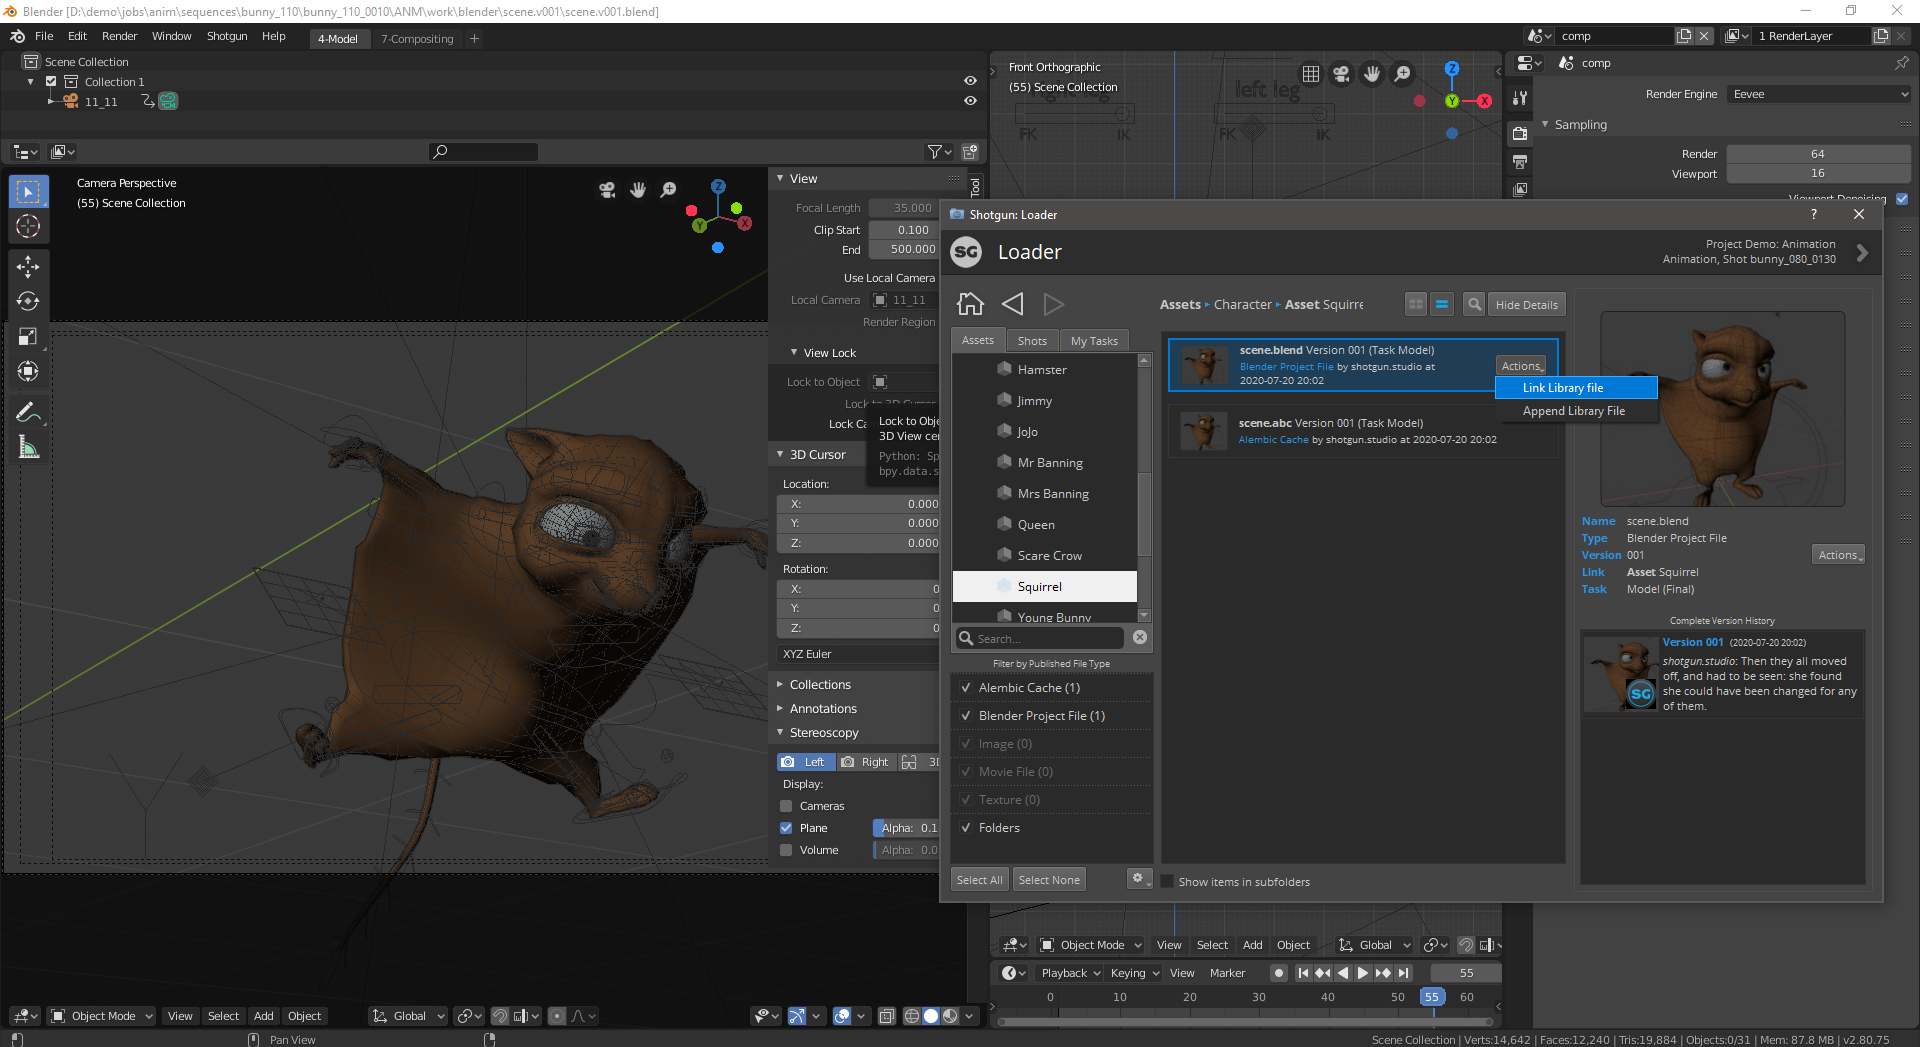 Blender [D:\demo\jobs\anim\sequences\bunny_110\bunny_110_0010\ANM\work\blender\scene.v001\scene.v001.blend]
File Edit Render Window Shotgun Help 4-Model 7-Compositing
comp 1 RenderLayer
Scene Collection
Collection 1
11_11
Front Orthographic
(55) Scene Collection
right leg left leg
FK IK FK IK
Z
Y X
comp
Render Engine Eevee
Sampling
Render 64
Viewport 16
Viewport Denoising
Camera Perspective
(55) Scene Collection
Z
Y X
Tool
View
Focal Length 35.000
Clip Start 0.100
End 500.000
Use Local Camera
Local Camera 11_11
Render Region
View Lock
Lock to Object
Lock to 3D Cursor
Lock Ca
Lock to Obje
3D View ce
Python: Sp
bpy.data.s
3D Cursor
Location:
X: 0.000
Y: 0.000
Z: 0.000
Rotation:
X: 0
Y: 0
Z: 0
XYZ Euler
Collections
Annotations
Stereoscopy
Left Right 3D
Display:
Cameras
Plane Alpha: 0.1
Volume Alpha: 0.0
Shotgun: Loader ?
SG Loader
Project Demo: Animation
Animation, Shot bunny_080_0130
Assets Character Asset Squirre
Hide Details
Assets Shots My Tasks
Hamster
Jimmy
JoJo
Mr Banning
Mrs Banning
Queen
Scare Crow
Squirrel
Young Bunny
Search...
Filter by Published File Type
Alembic Cache (1)
Blender Project File (1)
Image (0)
Movie File (0)
Texture (0)
Folders
Select All Select None
scene.blend Version 001 (Task Model)
Blender Project File by shotgun.studio at
2020-07-20 20:02
Actions
Link Library file
Append Library File
scene.abc Version 001 (Task Model)
Alembic Cache by shotgun.studio at 2020-07-20 20:02
Show items in subfolders
Name scene.blend
Type Blender Project File
Version 001
Link Asset Squirrel
Task Model (Final)
Actions
Complete Version History
Version 001 (2020-07-20 20:02)
shotgun.studio: Then they all moved
off, and had to be seen: she found
she could have been changed for any
of them.
SG
Object Mode View Select Add Object Global
Playback Keying View Marker 55
0 10 20 30 40 50 55 60
Object Mode View Select Add Object Global
Pan View
Scene Collection | Verts:14,642 | Faces:12,240 | Tris:19,884 | Objects:0/31 | Mem: 87.8 MB | v2.80.75